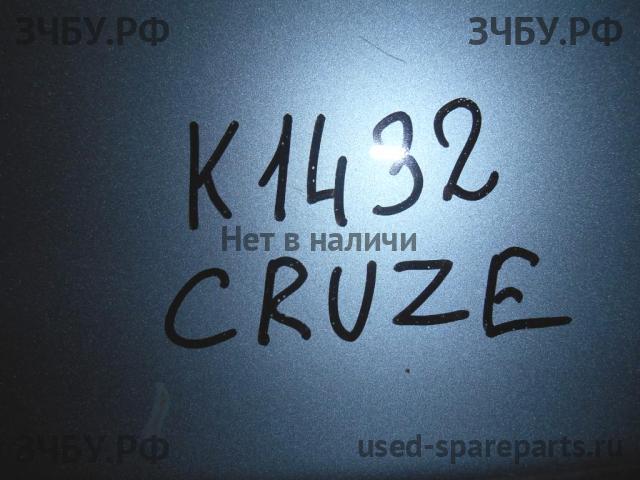 ЗЧБУ.РФ ЗЧБУ.РФ
K1432
Нет в наличи
CRUZE
ЗЧБУ.РФ used-spareparts.ru